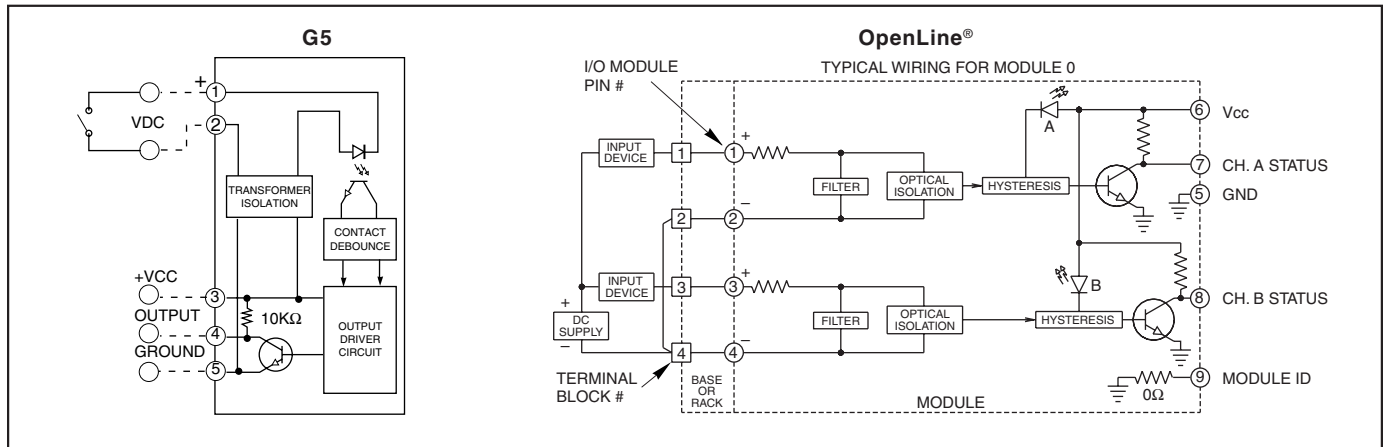 G5
+
1
VDC
2
TRANSFORMER
ISOLATION
CONTACT
DEBOUNCE
+VCC
3
OUTPUT
10KΩ
4
GROUND
5
OUTPUT
DRIVER
CIRCUIT
OpenLine®
I/O MODULE
PIN #
TYPICAL WIRING FOR MODULE 0
A
6
Vcc
INPUT
DEVICE
1
1
+
FILTER
OPTICAL
ISOLATION
HYSTERESIS
7
CH. A STATUS
5
GND
2
2
–
INPUT
DEVICE
3
3
+
B
8
CH. B STATUS
+
DC
SUPPLY
–
FILTER
OPTICAL
ISOLATION
HYSTERESIS
4
4
–
TERMINAL
BLOCK #
BASE
OR
RACK
MODULE
0Ω
9
MODULE ID